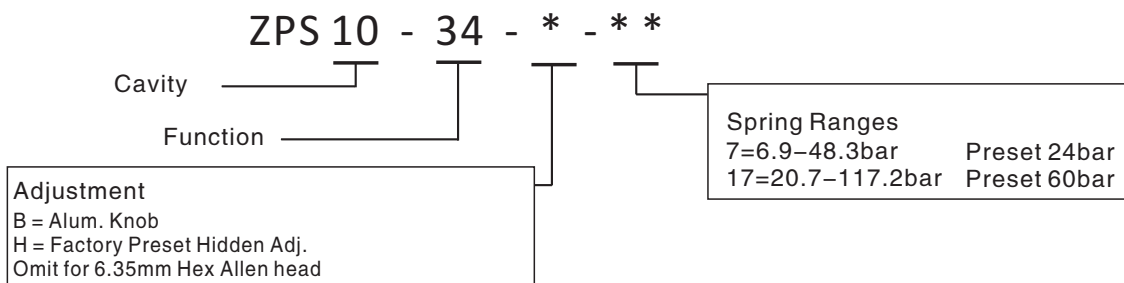 ZPS 10 - 34 - * - * *
Cavity
Function
Adjustment
B = Alum. Knob
H = Factory Preset Hidden Adj.
Omit for 6.35mm Hex Allen head
Spring Ranges
7=6.9–48.3bar Preset 24bar
17=20.7–117.2bar Preset 60bar